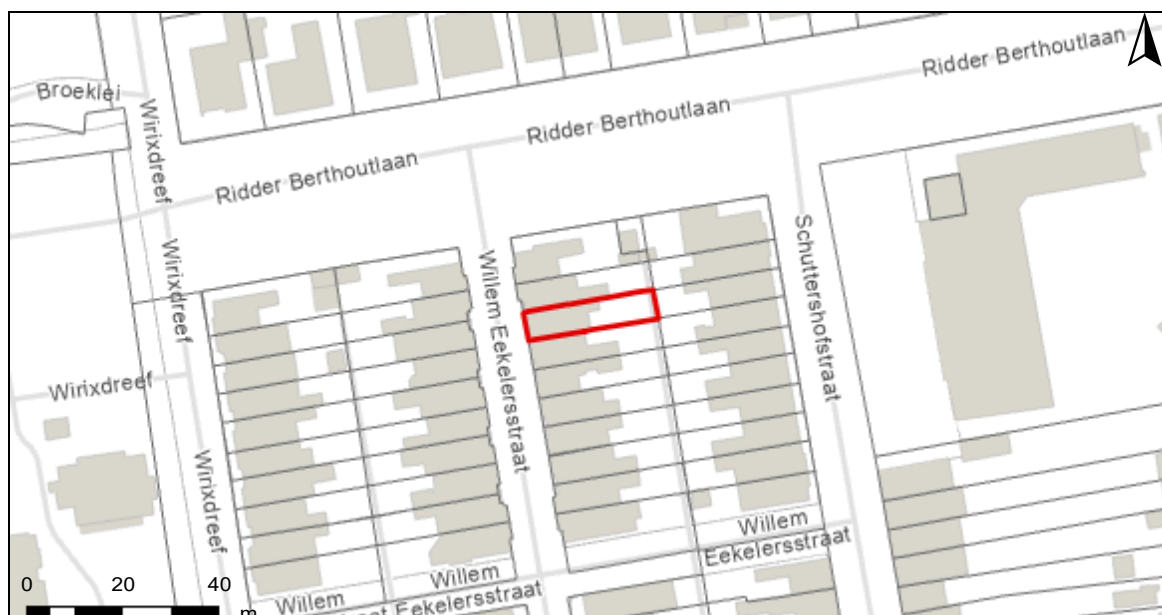 Ridder Berthoutlaan
Broeklei
Wirixdreef
Ridder Berthoutlaan
Ridder Berthoutlaan
Wirixdreef
Willem Eekelersstraat
Schuttershofstraat
Wirixdreef
Wirixdreef
Willem
Eekelersstraat
Willem
Eekelersstraat
Willem
0 20 40
m